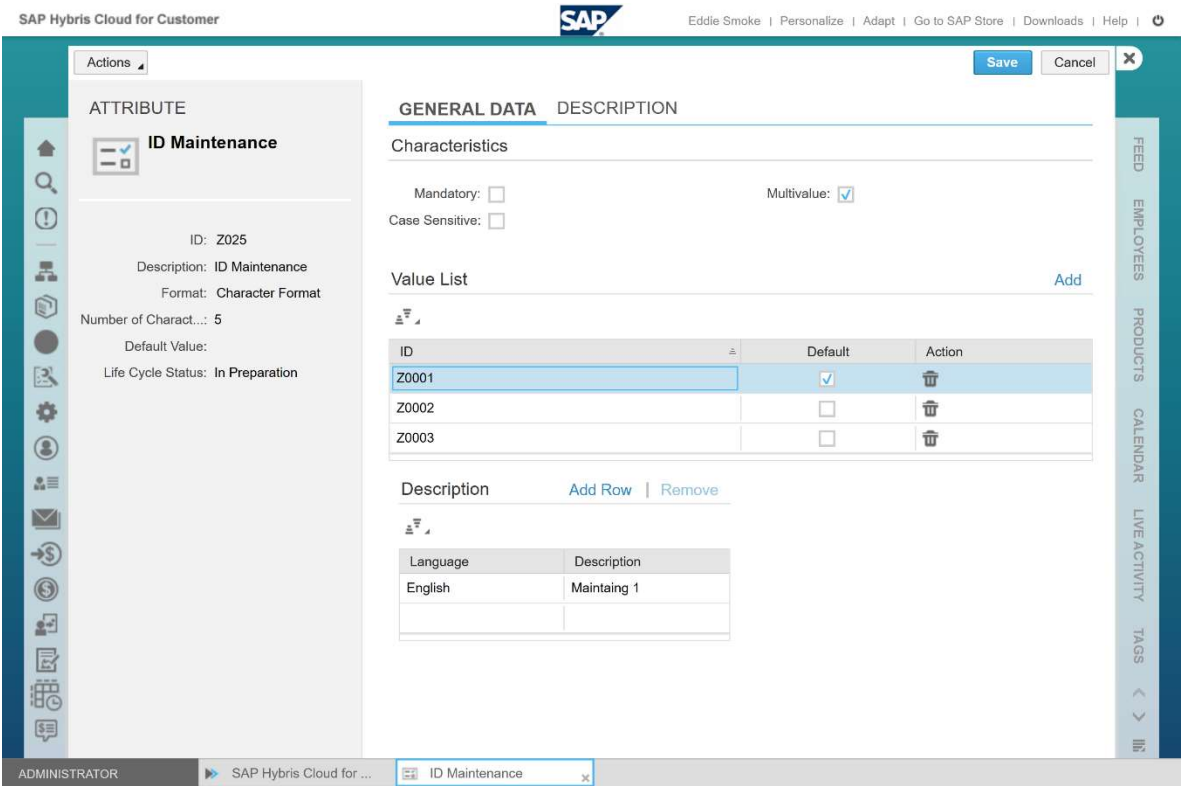 SAP Hybris Cloud for Customer
SAP
Eddie Smoke | Personalize | Adapt | Go to SAP Store | Downloads | Help |
Actions
Save
Cancel
ATTRIBUTE
ID Maintenance
ID: Z025
Description: ID Maintenance
Format: Character Format
Number of Charact...: 5
Default Value:
Life Cycle Status: In Preparation
GENERAL DATA DESCRIPTION
Characteristics
Mandatory:
Multivalue:
Case Sensitive:
Value List
Add
ID Default Action
Z0001
Z0002
Z0003
Description Add Row | Remove
Language Description
English Maintaing 1
FEED
EMPLOYEES
PRODUCTS
CALENDAR
LIVE ACTIVITY
TAGS
ADMINISTRATOR
SAP Hybris Cloud for ...
ID Maintenance